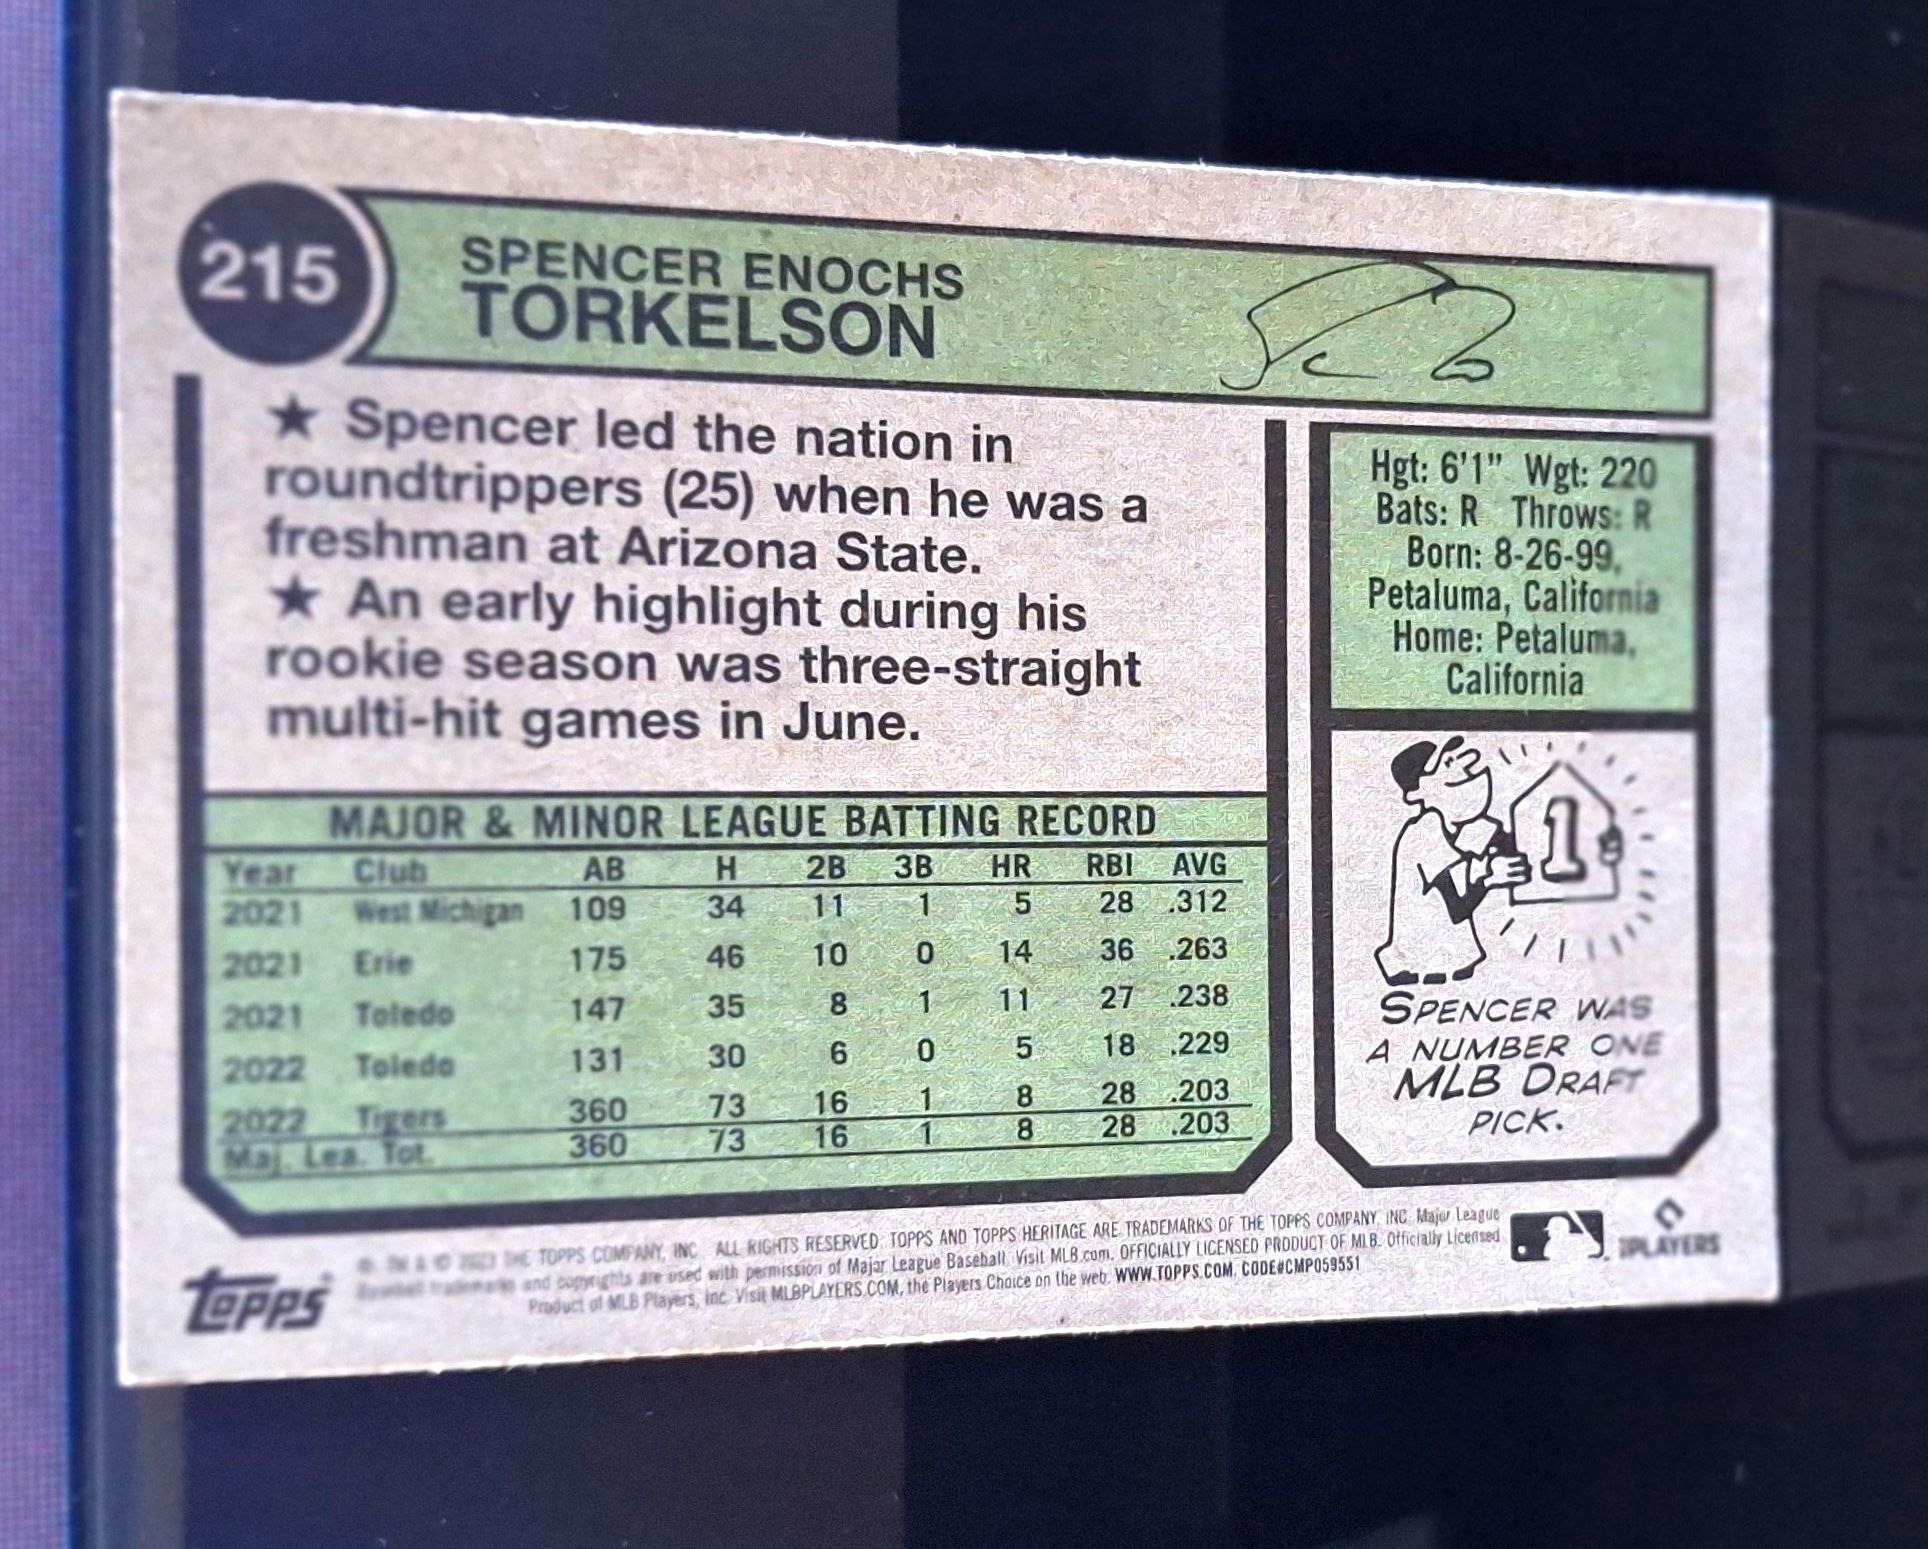 215
SPENCER ENOCHS
TORKELSON
★ Spencer led the nation in
roundtrippers (25) when he was a
freshman at Arizona State.
★ An early highlight during his
rookie season was three-straight
multi-hit games in June.
Hgt: 6'1" Wgt: 220
Bats: R Throws: R
Born: 8-26-99,
Petaluma, California
Home: Petaluma,
California
MAJOR & MINOR LEAGUE BATTING RECORD
Year Club AB H 2B 3B HR RBI AVG
2021 West Michigan 109 34 11 1 5 28 .312
2021 Erie 175 46 10 0 14 36 .263
2021 Toledo 147 35 8 1 11 27 .238
2022 Toledo 131 30 6 0 5 18 .229
2022 Tigers 360 73 16 1 8 28 .203
Maj. Lea. Tot. 360 73 16 1 8 28 .203
1
SPENCER WAS
A NUMBER ONE
MLB DRAFT
PICK.
Topps
® TM & © 2023 THE TOPPS COMPANY, INC. ALL RIGHTS RESERVED. TOPPS AND TOPPS HERITAGE ARE TRADEMARKS OF THE TOPPS COMPANY, INC. Major League
Baseball trademarks and copyrights are used with permission of Major League Baseball. Visit MLB.com. OFFICIALLY LICENSED PRODUCT OF MLB. Officially Licensed
Product of MLB Players, Inc. Visit MLBPLAYERS.COM, the Players Choice on the web. WWW.TOPPS.COM. CODE#CMP059551
PLAYERS